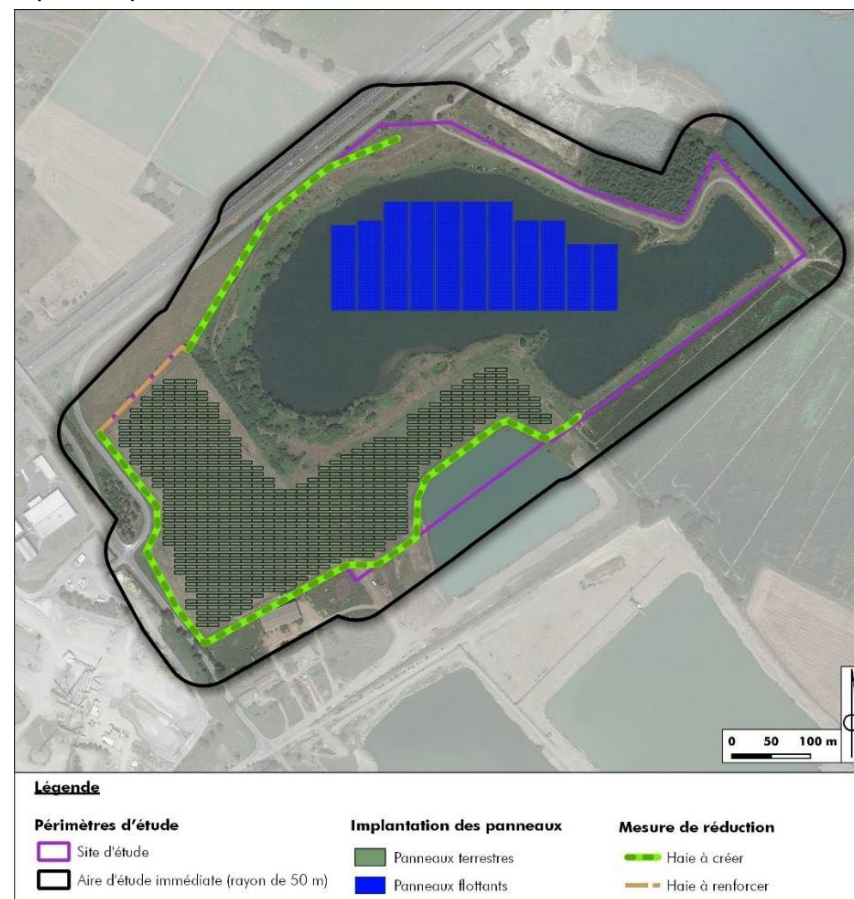 0 50 100 m
Légende
Périmètres d'étude
Site d'étude
Aire d'étude immédiate (rayon de 50 m)
Implantation des panneaux
Panneaux terrestres
Panneaux flottants
Mesure de réduction
Haie à créer
Haie à renforcer